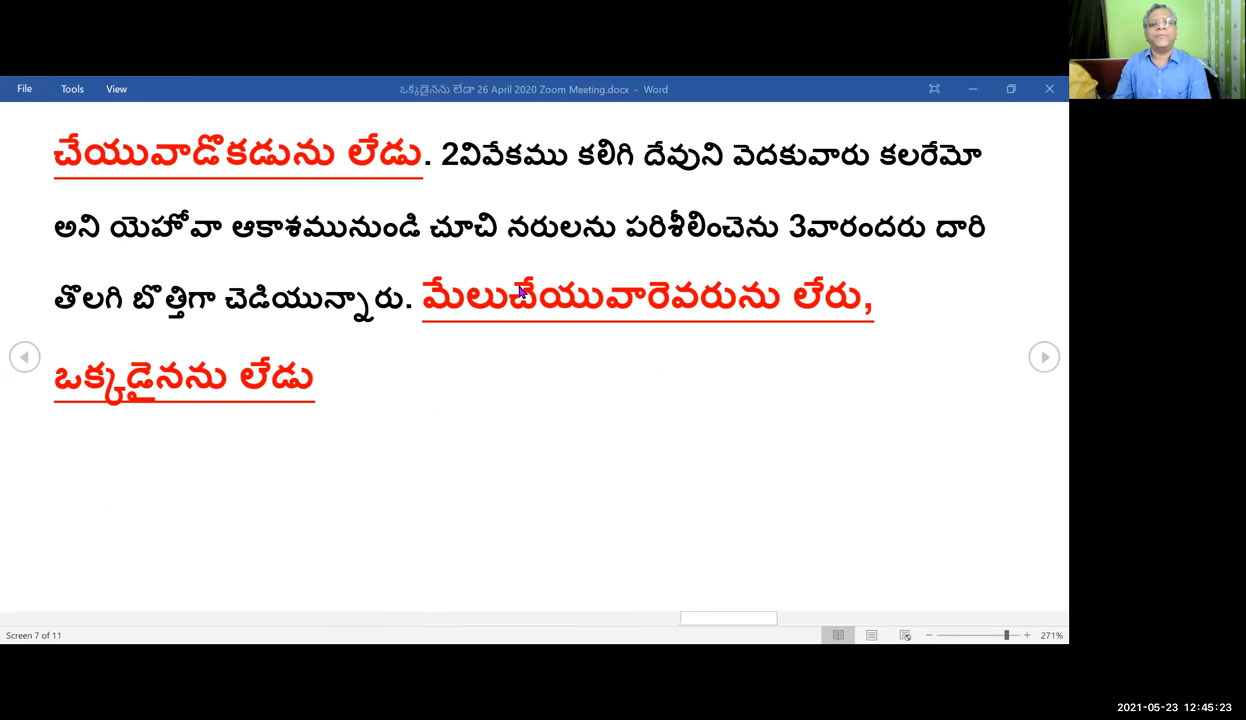 File Tools View ఒక్కడైనను లేడా 26 April 2020 Zoom Meeting.docx - Word
చేయువాడొకడును లేడు. 2వివేకము కలిగి దేవుని వెదకువారు కలరేమో
అని యెహోవా ఆకాశమునుండి చూచి నరులను పరిశీలించెను 3వారందరు దారి
తొలగి బొత్తిగా చెడియున్నారు. మేలుచేయువారెవరును లేరు,
ఒక్కడైనను లేడు
Screen 7 of 11 271%
2021-05-23 12:45:23